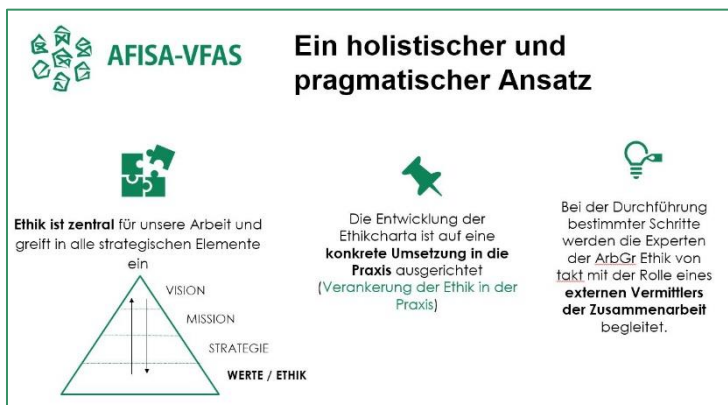 AFISA-VFAS
Ein holistischer und
pragmatischer Ansatz
Ethik ist zentral für unsere Arbeit und
greift in alle strategischen Elemente
ein
VISION
MISSION
STRATEGIE
WERTE / ETHIK
Die Entwicklung der
Ethikcharta ist auf eine
konkrete Umsetzung in die
Praxis ausgerichtet
(Verankerung der Ethik in der
Praxis)
Bei der Durchführung
bestimmter Schritte
werden die Experten
der ArbGr Ethik von
takt mit der Rolle eines
externen Vermittlers
der Zusammenarbeit
begleitet.